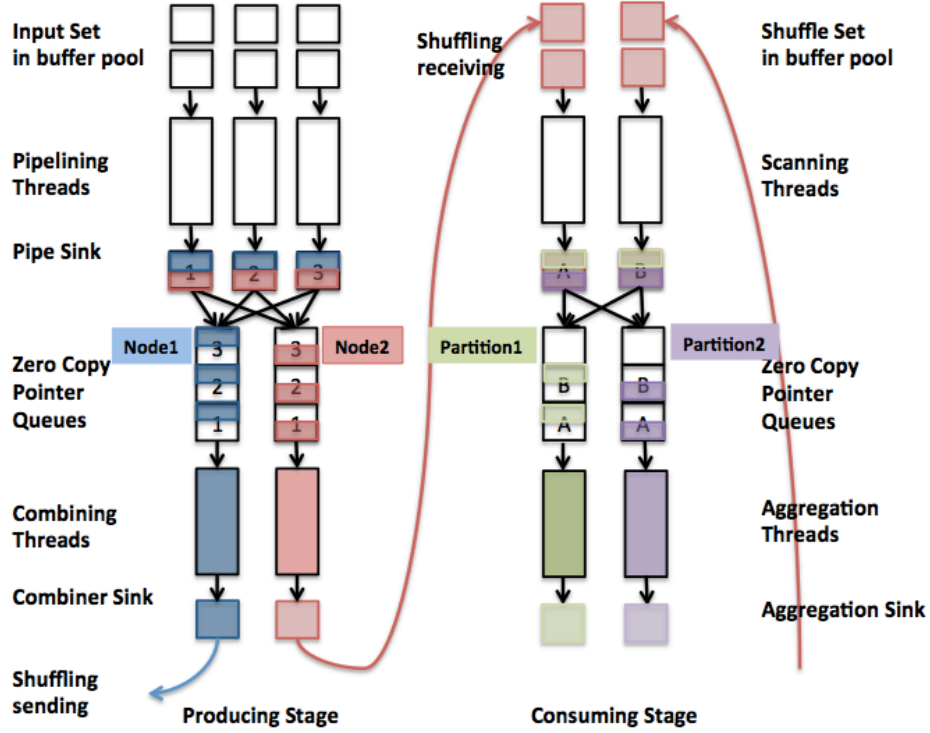 Input Set
in buffer pool
Shuffling
receiving
Shuffle Set
in buffer pool
Pipelining
Threads
Scanning
Threads
Pipe Sink
1
2
3
A
B
Node1
Node2
Partition1
Partition2
3
3
Zero Copy
Pointer
Queues
2
2
1
1
B
B
A
A
Zero Copy
Pointer
Queues
Combining
Threads
Aggregation
Threads
Combiner Sink
Aggregation Sink
Shuffling
sending
Producing Stage
Consuming Stage